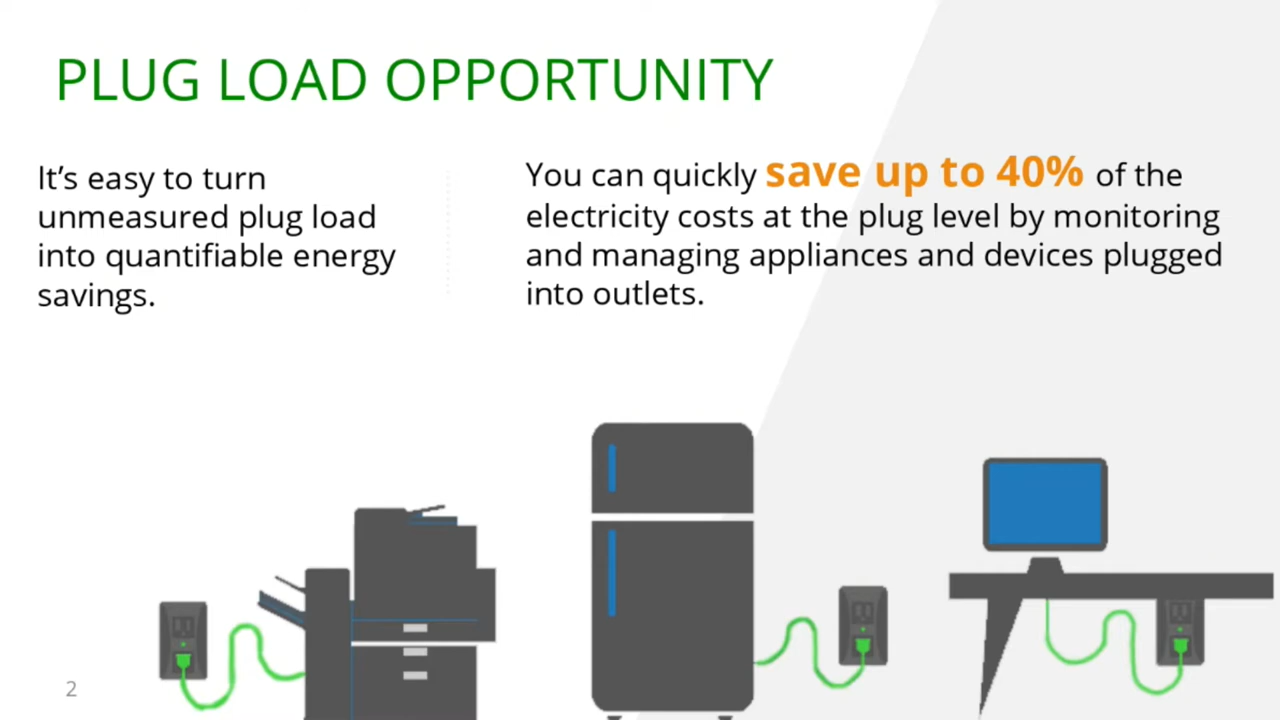 PLUG LOAD OPPORTUNITY
It’s easy to turn
unmeasured plug load
into quantifiable energy
savings.
You can quickly save up to 40% of the
electricity costs at the plug level by monitoring
and managing appliances and devices plugged
into outlets.
2